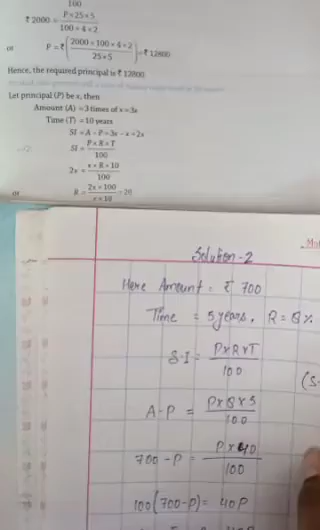 100
₹ 2000 = P×25×5
100×4×2
or P = ₹ (2000×100×4×2
25×5) = ₹ 12800
Hence, the required principal is ₹ 12800
Let principal (P) be x, then
Amount (A) = 3 times of x = 3x
Time (T) = 10 years
SI = A − P = 3x − x = 2x
SI = P×R×T
100
2x = x×R×10
100
or R = 2x×100
x×10 = 20
Solution-2
Here Amount = ₹ 700
Time = 5 years, R = 8%
S.I = P×R×T
100
(S-
A-P = P×8×5
100
700-P = P×40
100
100(700-P) = 40P